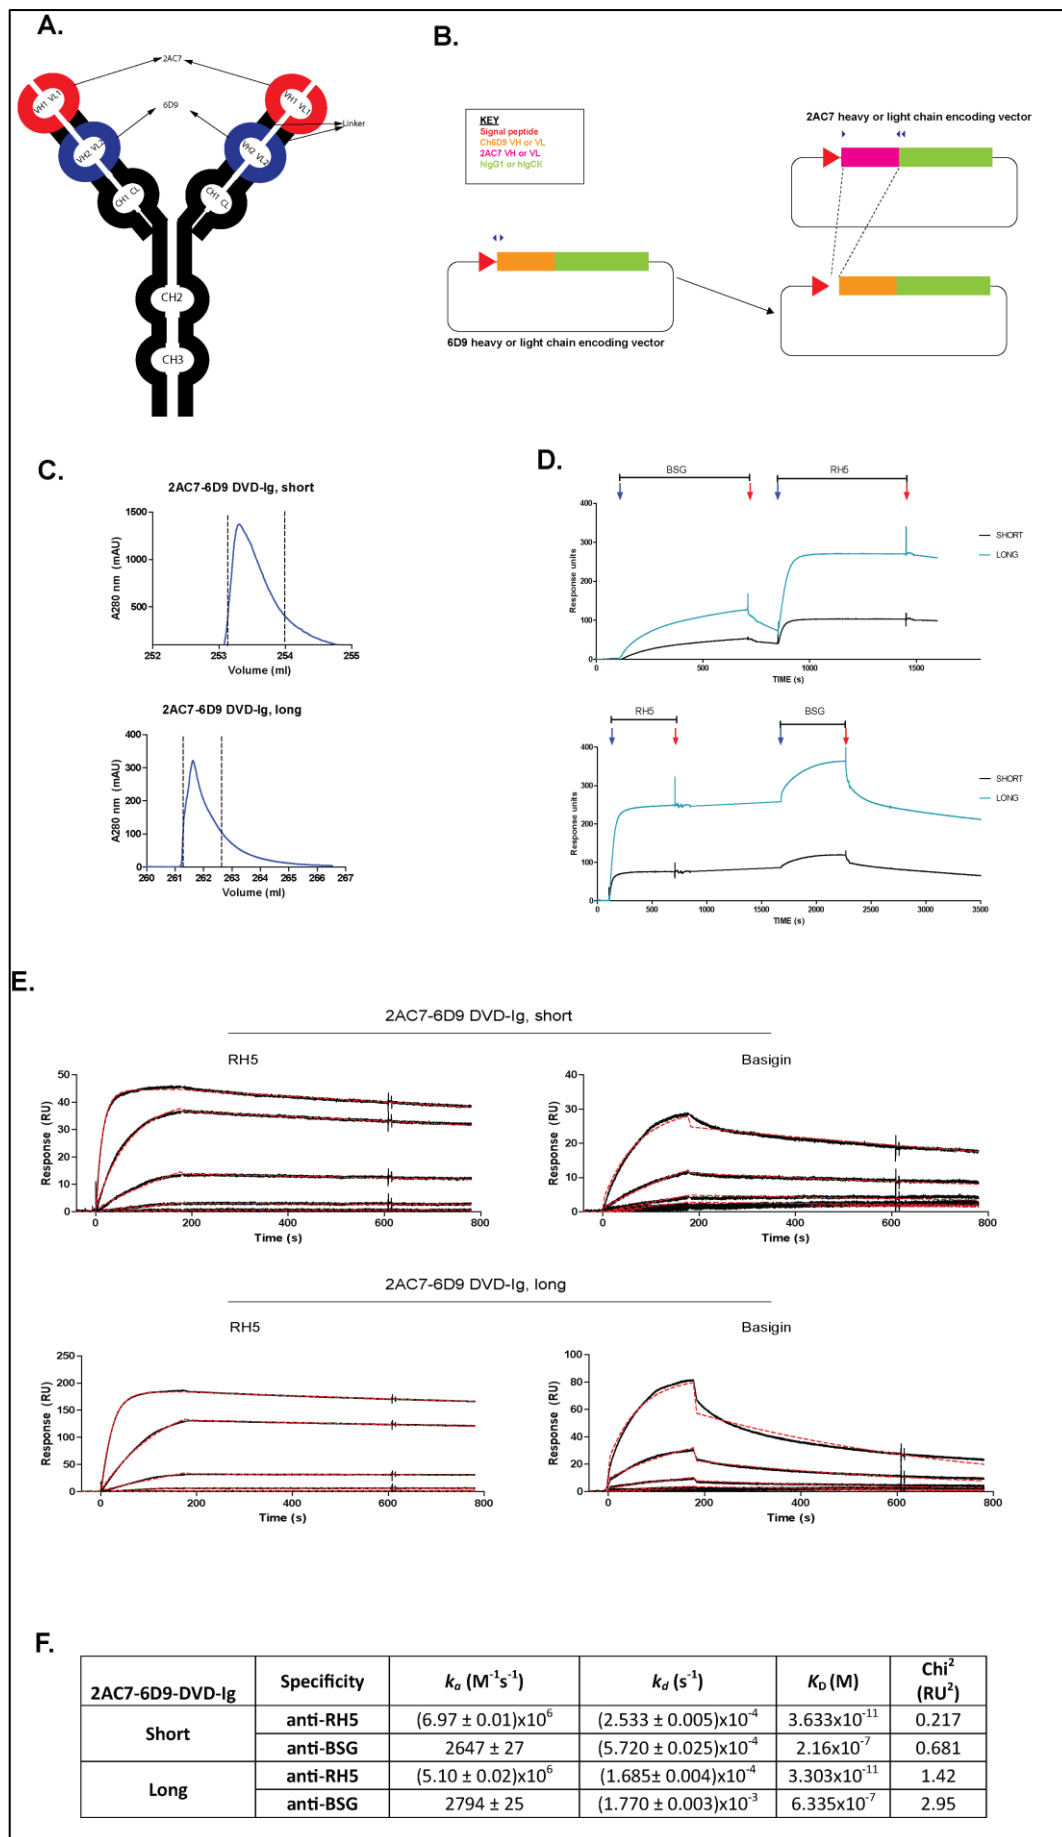 A.
2AC7
VH1 VL1
VH1 VL1
6D9
Linker
VH2 VL2
VH2 VL2
CH1 CL
CH1 CL
CH2
CH3
B.
KEY
Signal peptide
Ch6D9 VH or VL
2AC7 VH or VL
hIgG1 or hIgCK
2AC7 heavy or light chain encoding vector
6D9 heavy or light chain encoding vector
C.
2AC7-6D9 DVD-Ig, short
A280 nm (mAU)
1500
1000
500
252
253
254
255
Volume (ml)
2AC7-6D9 DVD-Ig, long
A280 nm (mAU)
400
300
200
100
0
260
261
262
263
264
265
266
267
Volume (ml)
D.
BSG
RH5
Response units
400
300
200
100
0
SHORT
LONG
0
500
1000
1500
TIME (s)
RH5
BSG
Response units
400
300
200
100
0
SHORT
LONG
0
500
1000
1500
2000
2500
3000
3500
TIME (s)
E.
2AC7-6D9 DVD-Ig, short
RH5
Response (RU)
50
40
30
20
10
0
0
200
400
600
800
Time (s)
Basigin
Response (RU)
40
30
20
10
0
0
200
400
600
800
Time (s)
2AC7-6D9 DVD-Ig, long
RH5
Response (RU)
250
200
150
100
50
0
0
200
400
600
800
Time (s)
Basigin
Response (RU)
100
80
60
40
20
0
0
200
400
600
800
Time (s)
F.
2AC7-6D9-DVD-Ig Specificity kₐ (M⁻¹s⁻¹) k_d (s⁻¹) K_D (M) Chi² (RU²)
Short anti-RH5 (6.97 ± 0.01)x10⁶ (2.533 ± 0.005)x10⁻⁴ 3.633x10⁻¹¹ 0.217
anti-BSG 2647 ± 27 (5.720 ± 0.025)x10⁻⁴ 2.16x10⁻⁷ 0.681
Long anti-RH5 (5.10 ± 0.02)x10⁶ (1.685± 0.004)x10⁻⁴ 3.303x10⁻¹¹ 1.42
anti-BSG 2794 ± 25 (1.770 ± 0.003)x10⁻³ 6.335x10⁻⁷ 2.95